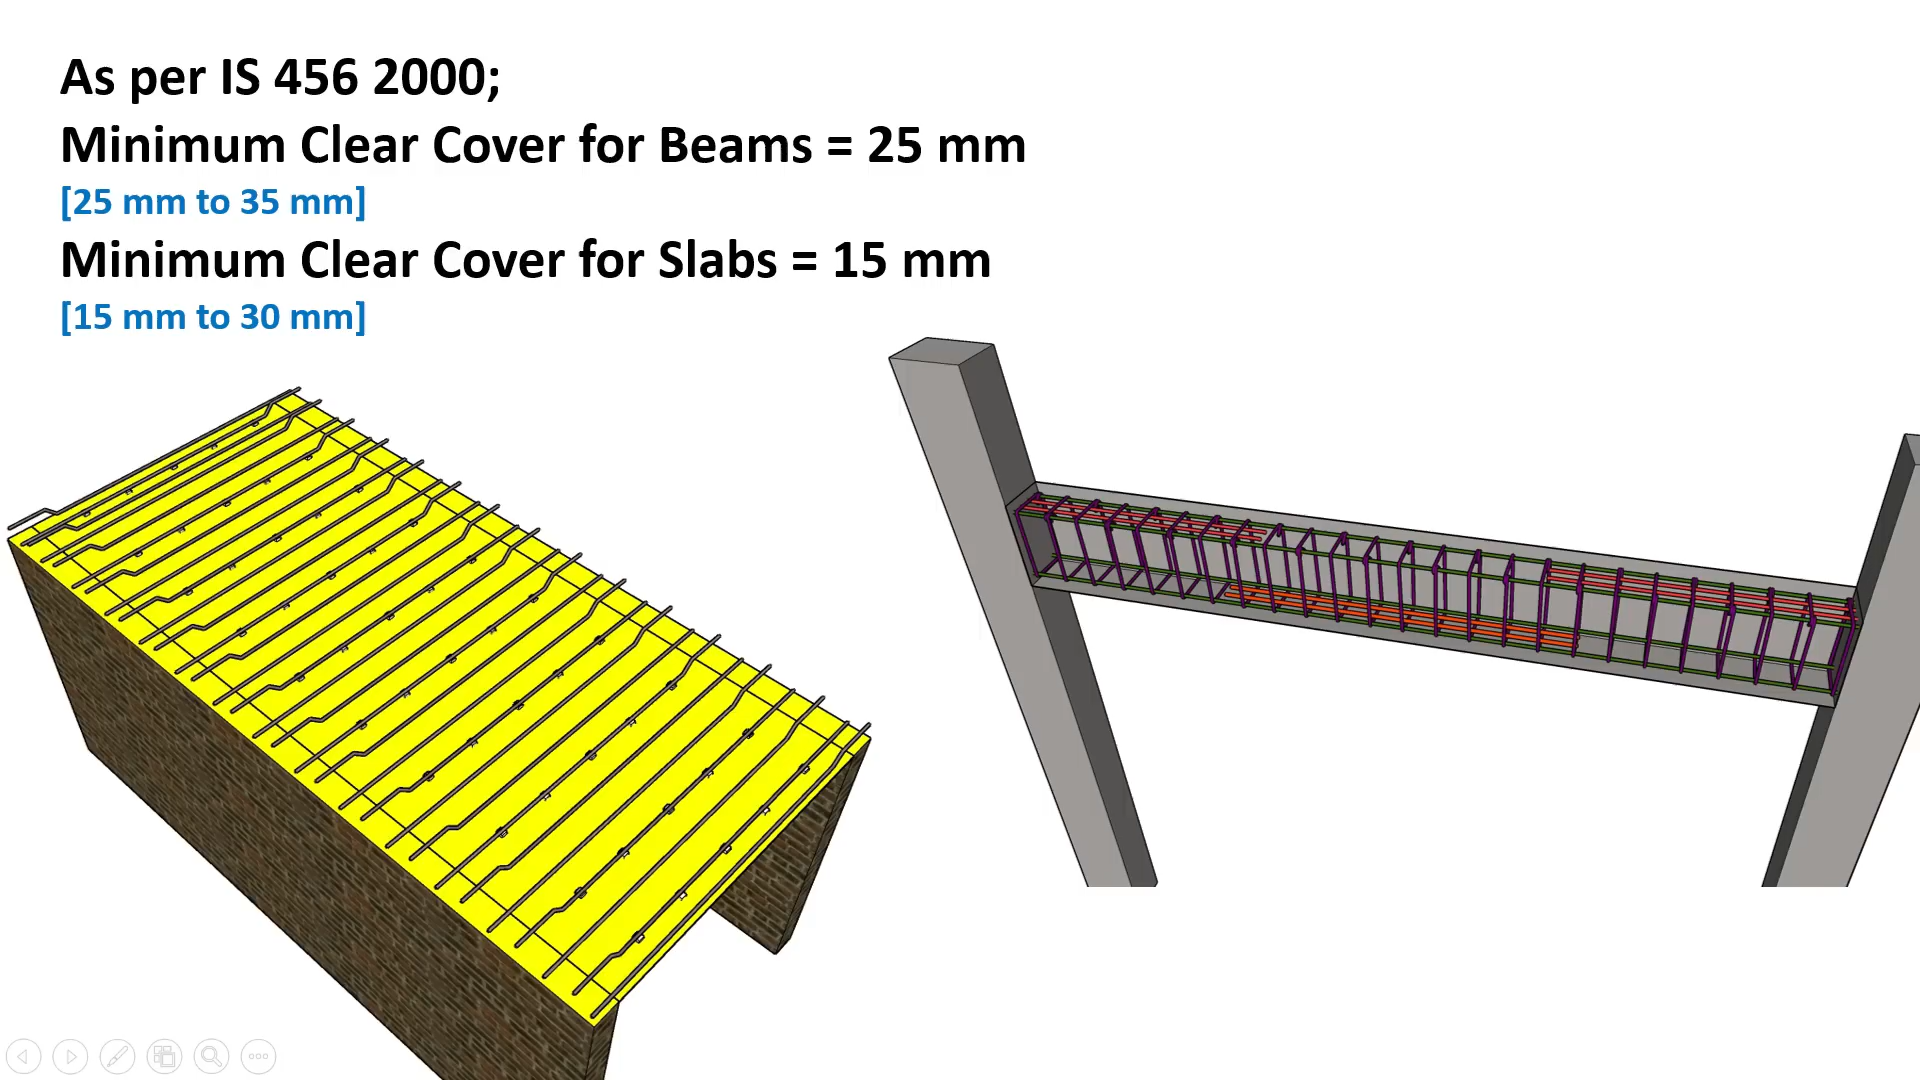 As per IS 456 2000;
Minimum Clear Cover for Beams = 25 mm
[25 mm to 35 mm]
Minimum Clear Cover for Slabs = 15 mm
[15 mm to 30 mm]